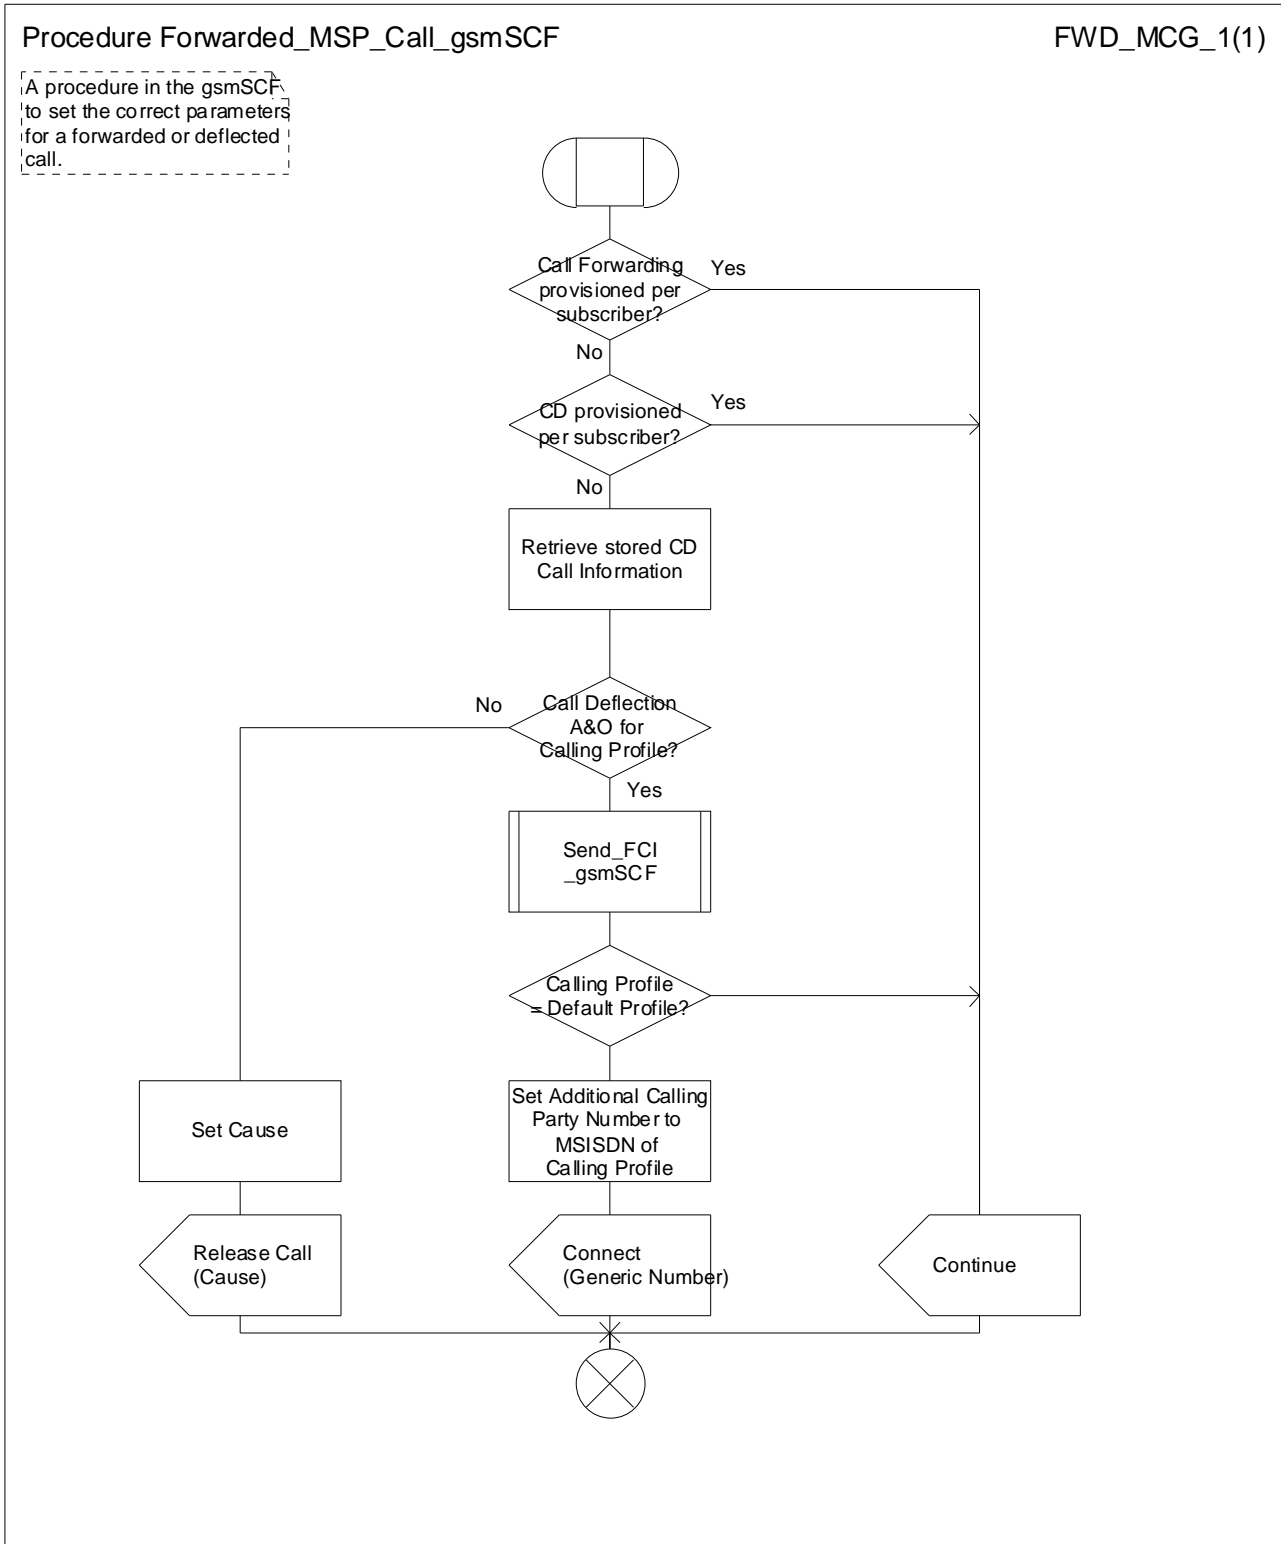 Procedure Forwarded_MSP_Call_gsmSCF
FWD_MCG_1(1)
A procedure in the gsmSCF
to set the correct parameters
for a forwarded or deflected
call.
Call Forwarding
provisioned per
subscriber?
Yes
No
CD provisioned
per subscriber?
Yes
No
Retrieve stored CD
Call Information
No
Call Deflection
A&O for
Calling Profile?
Yes
Send_FCI
_gsmSCF
Calling Profile
= Default Profile?
Set Cause
Set Additional Calling
Party Number to
MSISDN of
Calling Profile
Release Call
(Cause)
Connect
(Generic Number)
Continue